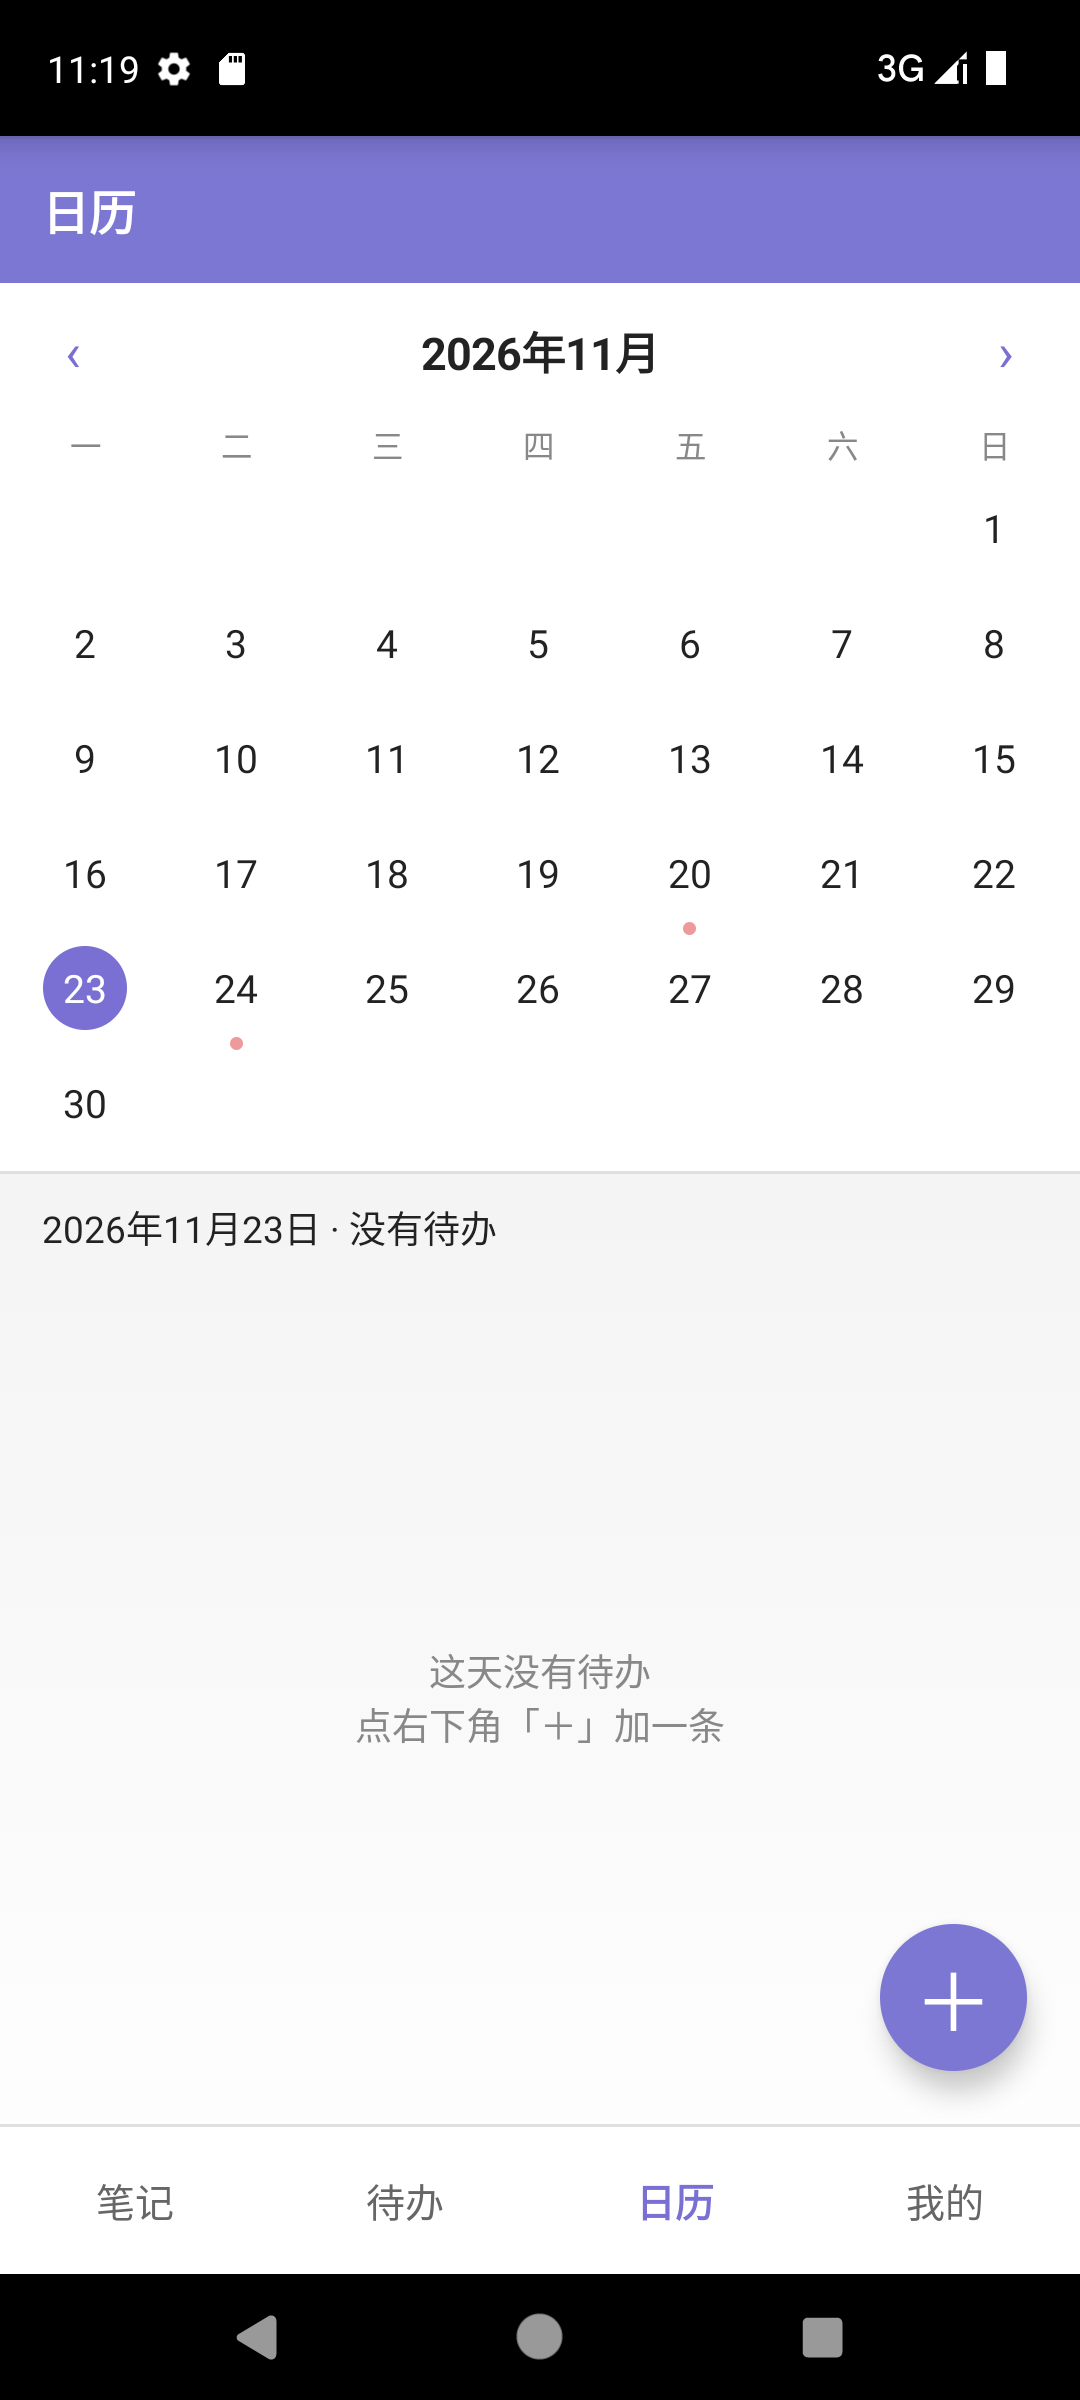 11:19 3G
日历
‹ 2026年11月 ›
一 二 三 四 五 六 日
1
2 3 4 5 6 7 8
9 10 11 12 13 14 15
16 17 18 19 20 21 22
23 24 25 26 27 28 29
30
2026年11月23日 · 没有待办
这天没有待办
点右下角「＋」加一条
＋
笔记 待办 日历 我的